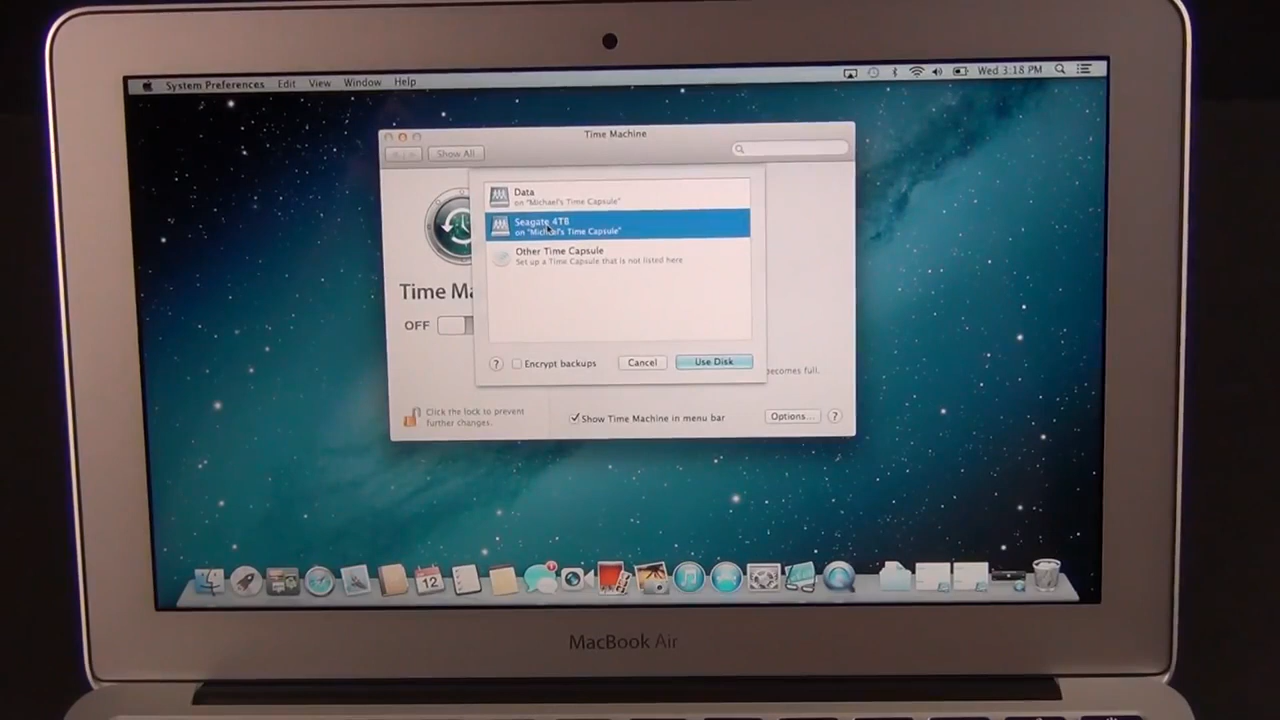 System Preferences Edit View Window Help
Wed 3:18 PM
Time Machine
Show All
Data
on "Michael's Time Capsule"
Seagate 4TB
on "Michael's Time Capsule"
Other Time Capsule
Set up a Time Capsule that is not listed here
Time Ma
OFF
? Encrypt backups Cancel Use Disk
becomes full.
Click the lock to prevent
further changes.
Show Time Machine in menu bar Options... ?
12
1
MacBook Air